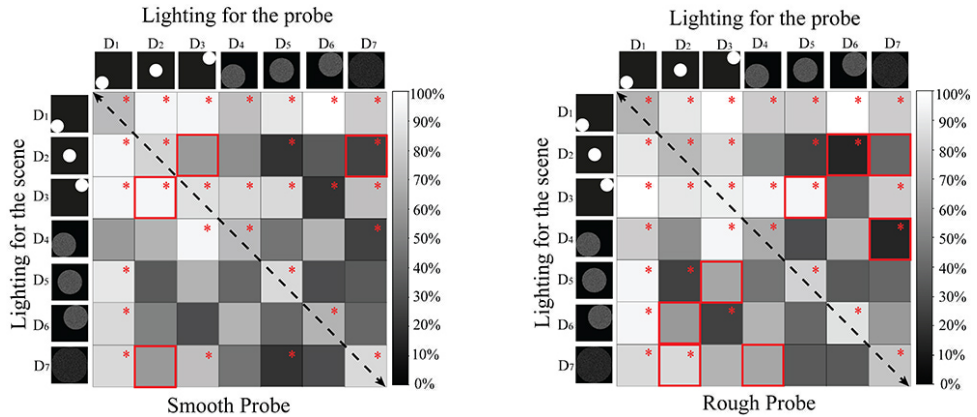 Lighting for the probe
D1 D2 D3 D4 D5 D6 D7
Lighting for the scene
D1 * * * * * * *
D2 * * * *
D3 * * * * * * *
D4 * * *
D5 * *
D6 * *
D7 * * * *
100%
90%
80%
70%
60%
50%
40%
30%
20%
10%
0%
Smooth Probe
Lighting for the probe
D1 D2 D3 D4 D5 D6 D7
Lighting for the scene
D1 * * * * * * *
D2 * * * * *
D3 * * * * * *
D4 * * * *
D5 * * *
D6 * * *
D7 * * *
100%
90%
80%
70%
60%
50%
40%
30%
20%
10%
0%
Rough Probe